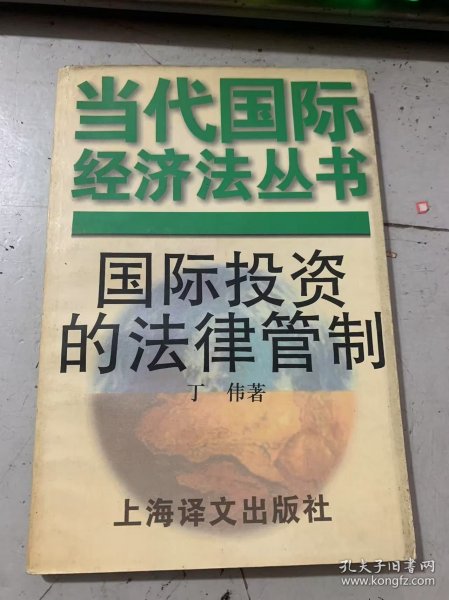 当代国际
经济法丛书
国际投资
的法律管制
丁 伟著
上海译文出版社
孔夫子旧书网
www.kongfz.com